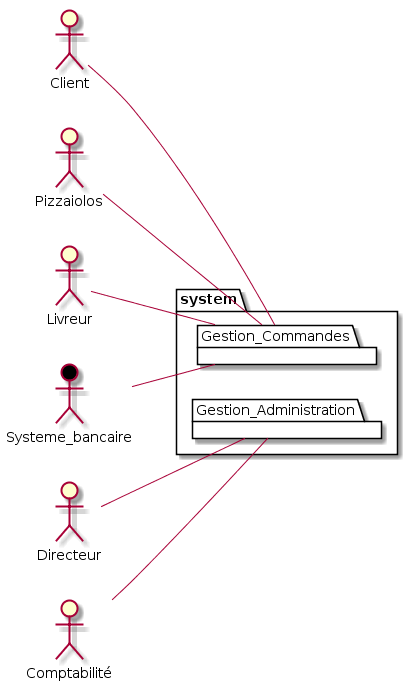 Client
Pizzaiolos
Livreur
system
Gestion_Commandes
Systeme_bancaire
Gestion_Administration
Directeur
Comptabilité